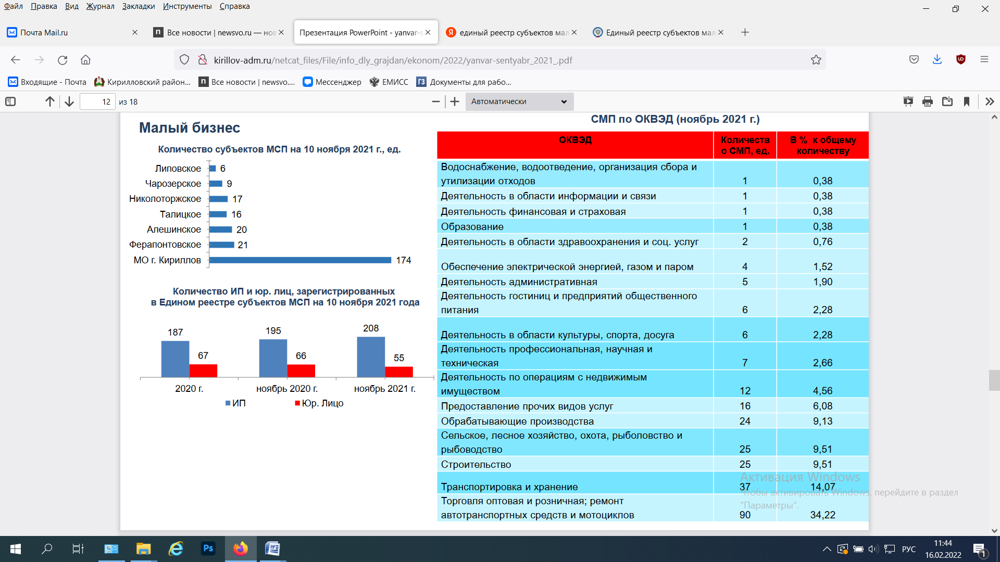 Файл Правка Вид Журнал Закладки Инструменты Справка
Почта Mail.ru
Все новости | newsvo.ru — нов
Презентация PowerPoint - yanvar-s
единый реестр субъектов мал
Единый реестр субъектов мал
kirillov-adm.ru/netcat_files/File/info_dly_grajdan/ekonom/2022/yanvar-sentyabr_2021_.pdf
Входящие - Почта
Кирилловский район...
Все новости | newsvo....
Мессенджер
ЕМИСС
ГЗ Документы для рабо...
12 из 18
Автоматически
Малый бизнес
Количество субъектов МСП на 10 ноября 2021 г., ед.
Липовское 6
Чарозерское 9
Николоторжское 17
Талицкое 16
Алешинское 20
Ферапонтовское 21
МО г. Кириллов 174
Количество ИП и юр. лиц, зарегистрированных
в Едином реестре субъектов МСП на 10 ноября 2021 года
187 67 195 66 208 55
2020 г. ноябрь 2020 г. ноябрь 2021 г.
ИП Юр. Лицо
СМП по ОКВЭД (ноябрь 2021 г.)
ОКВЭД Количеств В % к общему
о СМП, ед. количеству
Водоснабжение, водоотведение, организация сбора и
утилизации отходов 1 0,38
Деятельность в области информации и связи 1 0,38
Деятельность финансовая и страховая 1 0,38
Образование 1 0,38
Деятельность в области здравоохранения и соц. услуг 2 0,76
Обеспечение электрической энергией, газом и паром 4 1,52
Деятельность административная 5 1,90
Деятельность гостиниц и предприятий общественного
питания 6 2,28
Деятельность в области культуры, спорта, досуга 6 2,28
Деятельность профессиональная, научная и
техническая 7 2,66
Деятельность по операциям с недвижимым
имуществом 12 4,56
Предоставление прочих видов услуг 16 6,08
Обрабатывающие производства 24 9,13
Сельское, лесное хозяйство, охота, рыболовство и
рыбоводство 25 9,51
Строительство 25 9,51
Транспортировка и хранение 37 14,07
Торговля оптовая и розничная; ремонт
автотранспортных средств и мотоциклов 90 34,22
Активация Windows
Чтобы активировать Windows, перейдите в раздел
"Параметры".
Ps
РУС
11:44
16.02.2022
1